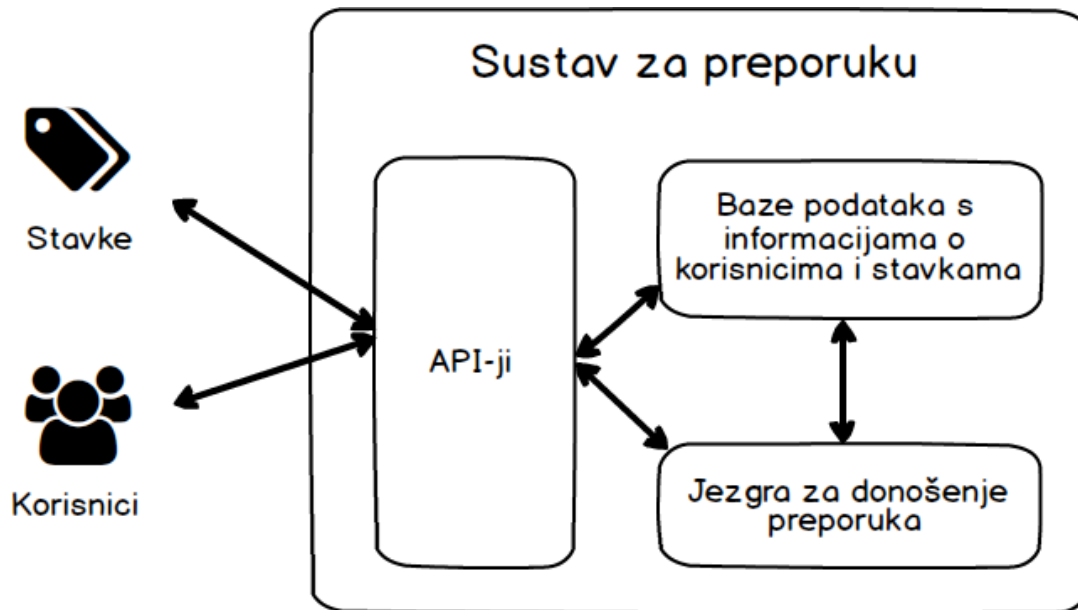 Sustav za preporuku
Stavke
Korisnici
API-ji
Baze podataka s
informacijama o
korisnicima i stavkama
Jezgra za donošenje
preporuka